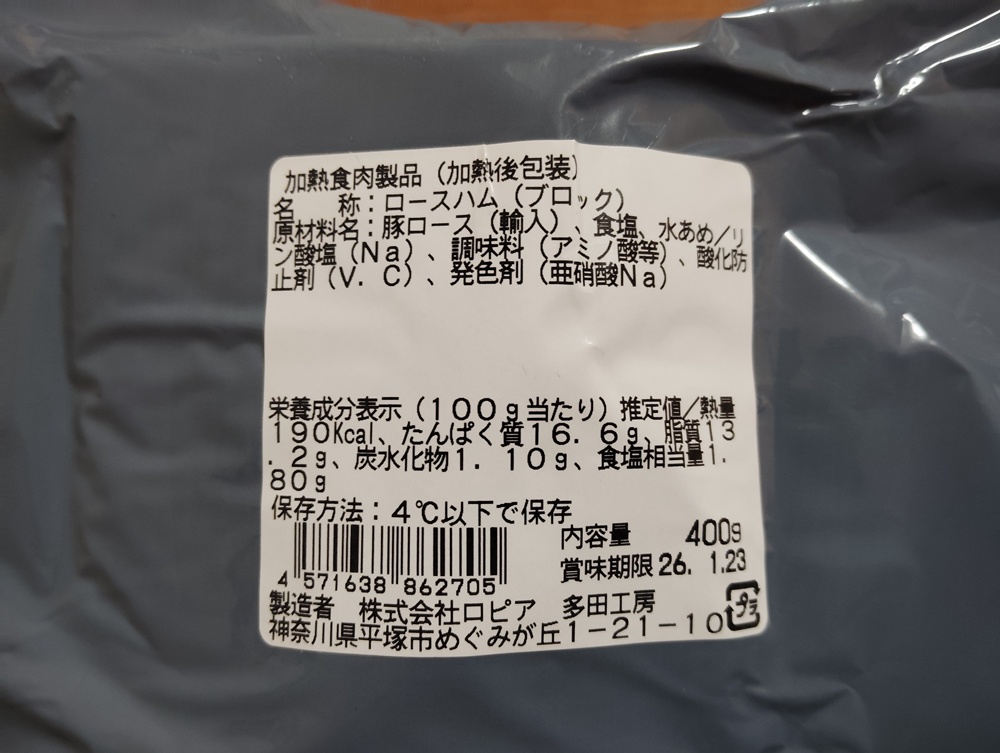 加熱食肉製品（加熱後包装）
名　　称：ロースハム（ブロック）
原材料名：豚ロース（輸入）、食塩、水あめ／リ
ン酸塩（Ｎａ）、調味料（アミノ酸等）、酸化防
止剤（Ｖ．Ｃ）、発色剤（亜硝酸Ｎａ）
栄養成分表示（１００ｇ当たり）推定値／熱量
１９０Kcal、たんぱく質１６．６ｇ、脂質１３
．２ｇ、炭水化物１．１０ｇ、食塩相当量１．
８０ｇ
保存方法：４℃以下で保存
内容量　400g
賞味期限 26. 1.23
4 571638 862705
製造者　株式会社ロピア　多田工房
神奈川県平塚市めぐみが丘１－２１－１０
プラ